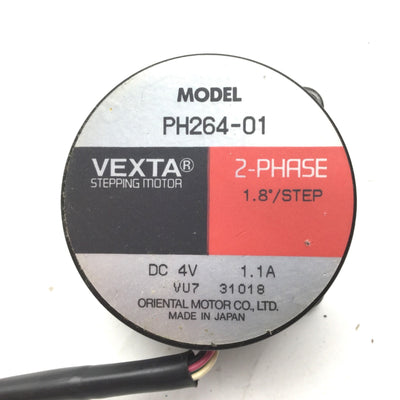 MODEL
PH264-01
VEXTA® 2-PHASE
STEPPING MOTOR 1.8°/STEP
DC 4V 1.1A
VU7 31018
ORIENTAL MOTOR CO., LTD.
MADE IN JAPAN